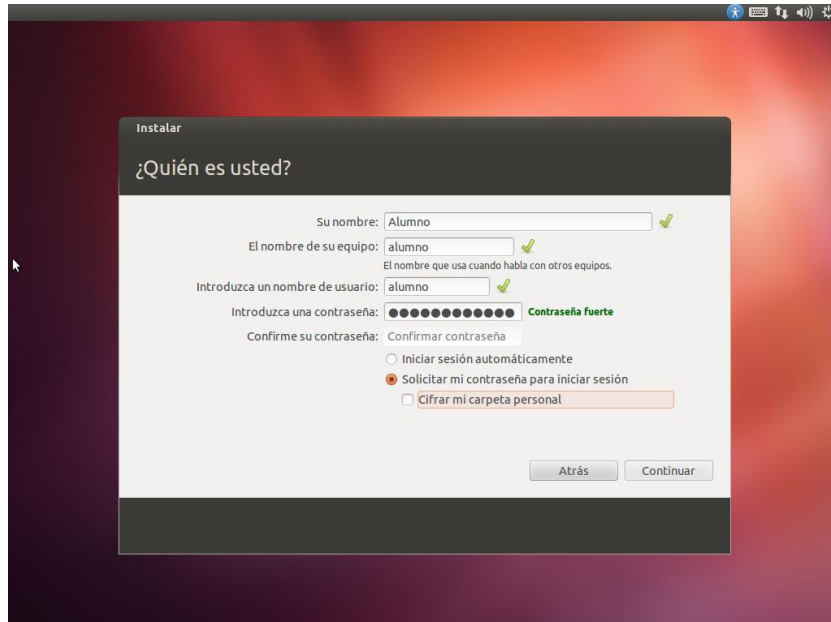 Instalar
¿Quién es usted?
Su nombre: Alumno
El nombre de su equipo: alumno
El nombre que usa cuando habla con otros equipos.
Introduzca un nombre de usuario: alumno
Introduzca una contraseña: ●●●●●●●●●●●● Contraseña fuerte
Confirme su contraseña: Confirmar contraseña
Iniciar sesión automáticamente
Solicitar mi contraseña para iniciar sesión
Cifrar mi carpeta personal
Atrás Continuar